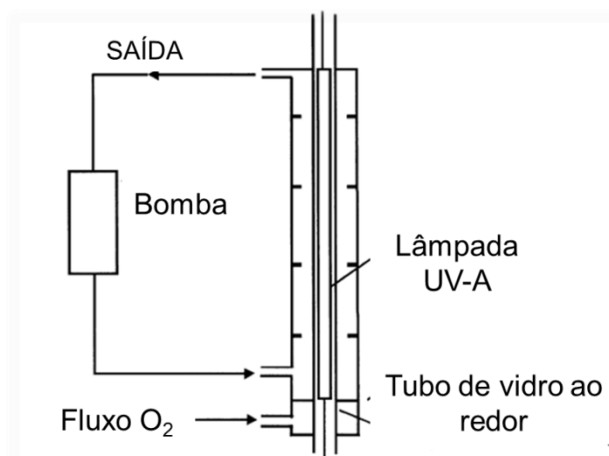 SAÍDA
Bomba
Lâmpada
UV-A
Tubo de vidro ao
redor
Fluxo O₂